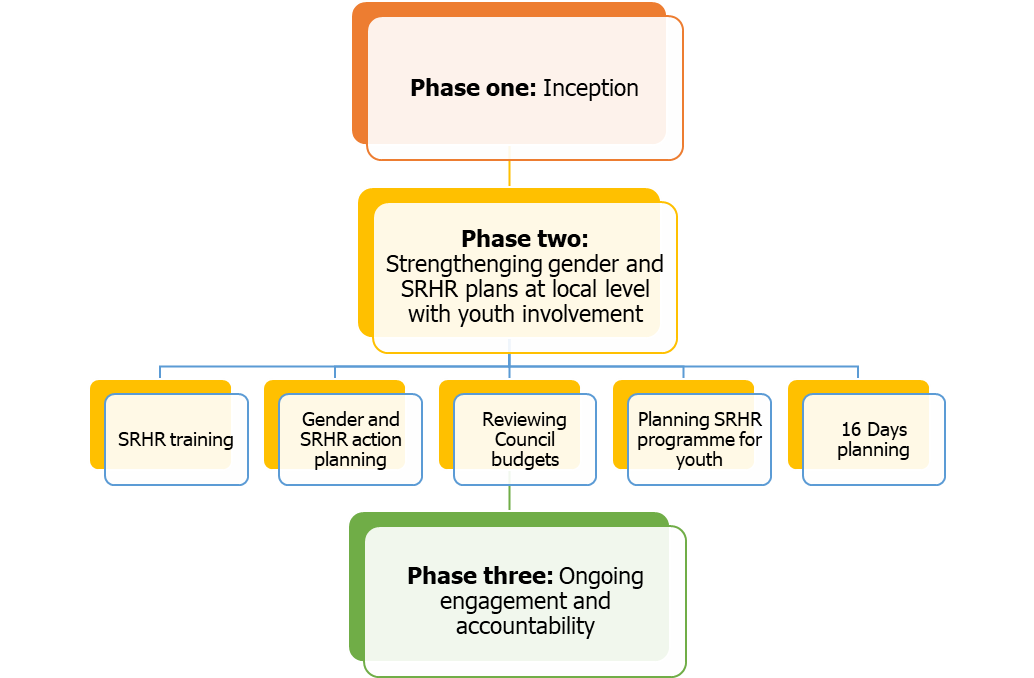 Phase one: Inception
Phase two:
Strengthenging gender and
SRHR plans at local level
with youth involvement
SRHR training
Gender and
SRHR action
planning
Reviewing
Council
budgets
Planning SRHR
programme for
youth
16 Days
planning
Phase three: Ongoing
engagement and
accountability